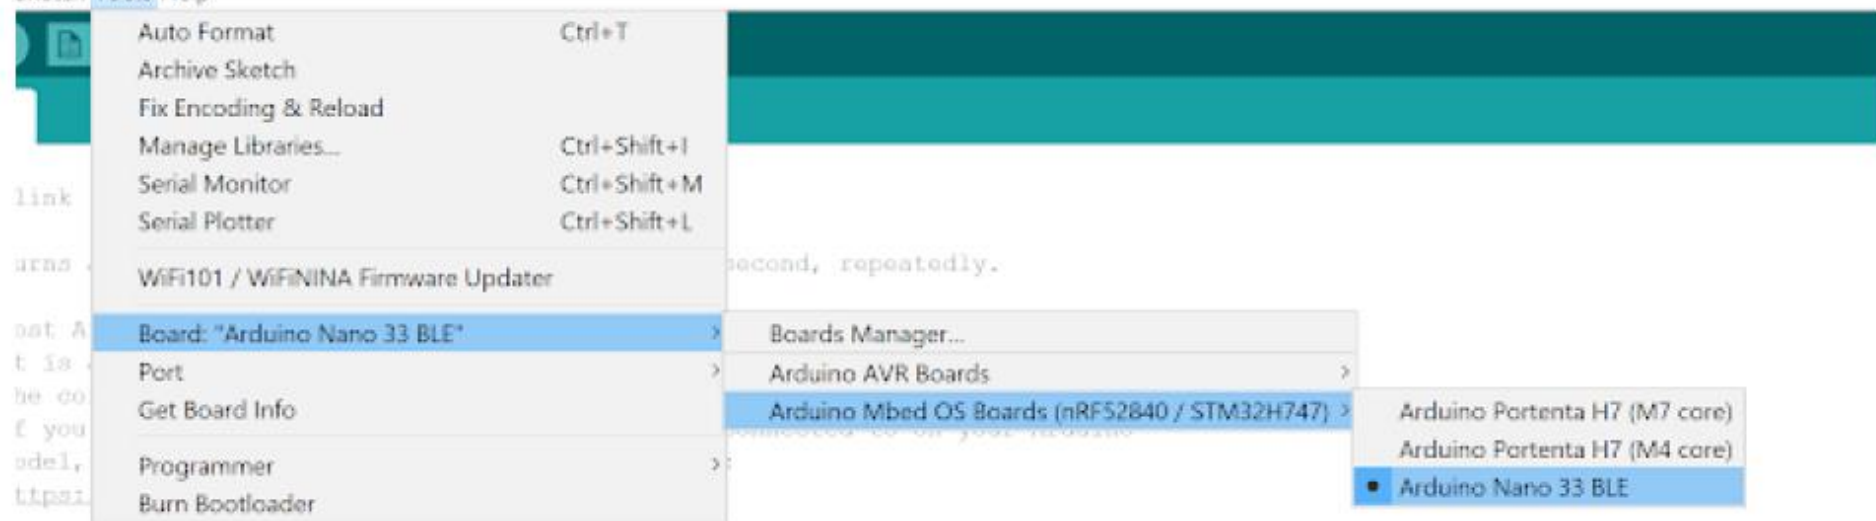 Auto Format Ctrl+T
Archive Sketch
Fix Encoding & Reload
Manage Libraries... Ctrl+Shift+I
Serial Monitor Ctrl+Shift+M
link
Serial Plotter Ctrl+Shift+L
second, repeatedly.
WiFi101 / WiFiNINA Firmware Updater
Board: "Arduino Nano 33 BLE" Boards Manager...
Port Arduino AVR Boards
Get Board Info Arduino Mbed OS Boards (nRF52840 / STM32H747) Arduino Portenta H7 (M7 core)
Arduino Portenta H7 (M4 core)
Programmer
Arduino Nano 33 BLE
Burn Bootloader